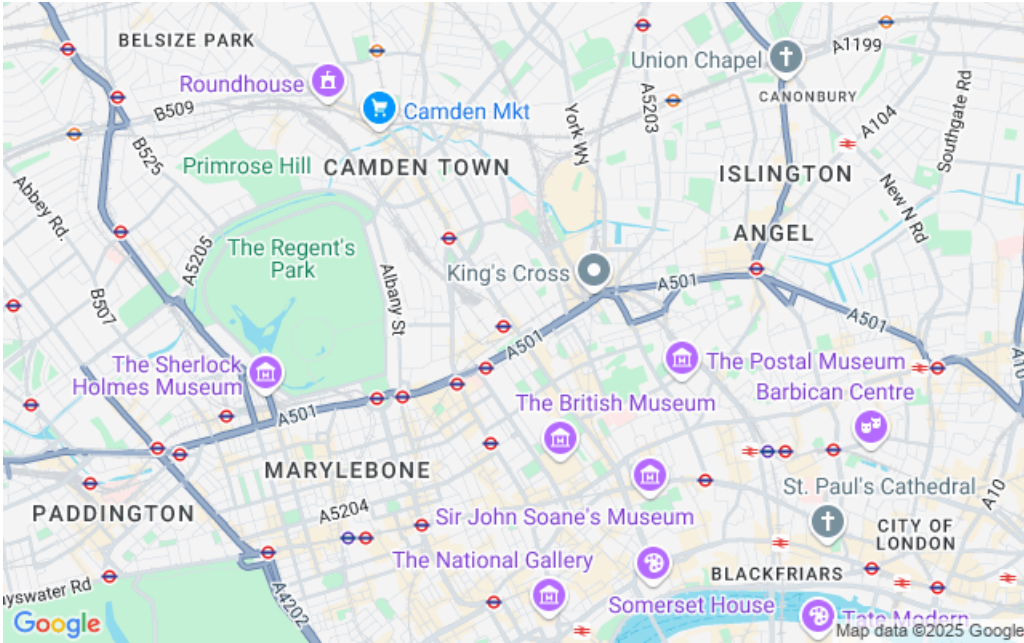 BELSIZE PARK
Union Chapel
A1199
Roundhouse
CANONBURY
B509
Camden Mkt
York Wy
A5203
A104
Southgate Rd
B525
Primrose Hill
CAMDEN TOWN
ISLINGTON
Abbey Rd.
New N Rd
The Regent's
Park
ANGEL
A5205
Albany St
King's Cross
A501
B507
A501
A501
A10
The Sherlock
Holmes Museum
The Postal Museum
Barbican Centre
The British Museum
A501
MARYLEBONE
St. Paul's Cathedral
A10
PADDINGTON
A5204
Sir John Soane's Museum
CITY OF
LONDON
The National Gallery
BLACKFRIARS
ayswater Rd
A4202
Somerset House
Tate Modern
Google
Map data ©2025 Google